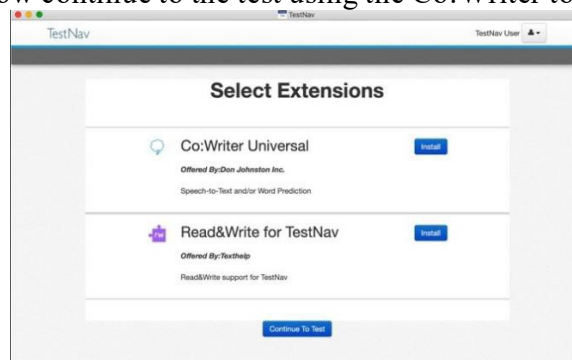 ow continue to the test using the Co:Writer to
TestNav
TestNav
TestNav User
Select Extensions
Co:Writer Universal
Install
Offered By:Don Johnston Inc.
Speech-to-Text and/or Word Prediction
Read&Write for TestNav
Install
Offered By:Texthelp
Read&Write support for TestNav
Continue To Test